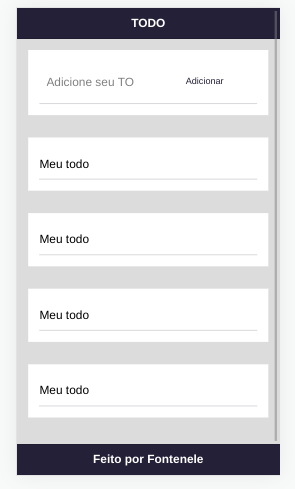 TODO
Adicione seu TO
Adicionar
Meu todo
Meu todo
Meu todo
Meu todo
Feito por Fontenele